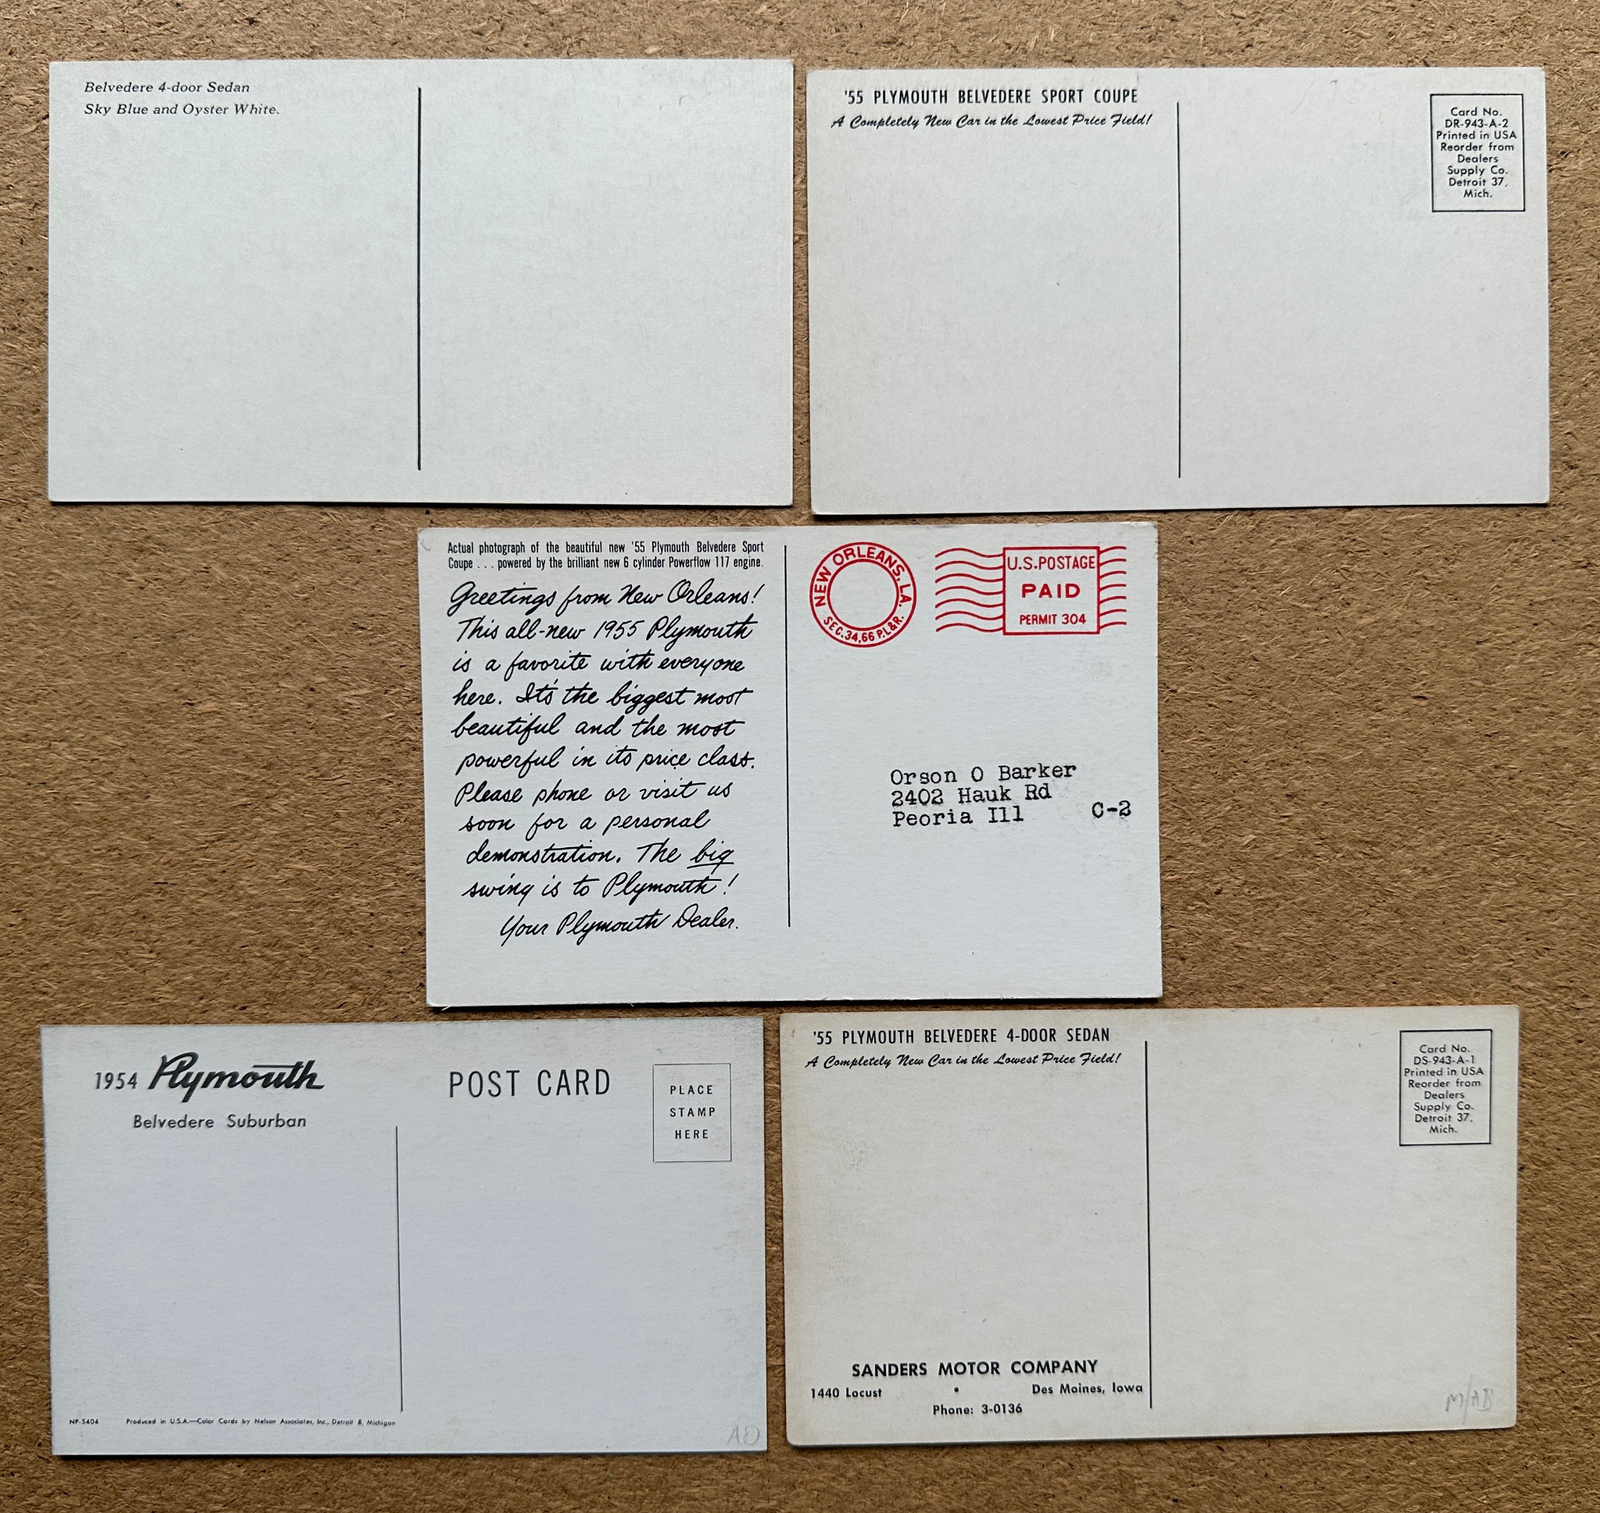 Belvedere 4-door Sedan
Sky Blue and Oyster White.
'55 PLYMOUTH BELVEDERE SPORT COUPE
A Completely New Car in the Lowest Price Field!
Card No.
DR-943-A-2
Printed in USA
Reorder from
Dealers
Supply Co.
Detroit 37,
Mich.
Actual photograph of the beautiful new '55 Plymouth Belvedere Sport
Coupe . . . powered by the brilliant new 6 cylinder Powerflow 117 engine.
Greetings from New Orleans!
This all-new 1955 Plymouth
is a favorite with everyone
here. It's the biggest most
beautiful and the most
powerful in its price class.
Please phone or visit us
soon for a personal
demonstration. The big
swing is to Plymouth!
Your Plymouth Dealer.
NEW ORLEANS, LA.
SEC. 34,66 P.L.&R.
U.S. POSTAGE
PAID
PERMIT 304
Orson O Barker
2402 Hauk Rd
Peoria Ill C-2
1954 Plymouth
Belvedere Suburban
POST CARD
PLACE
STAMP
HERE
NP-5404 Produced in U.S.A.—Color Cards by Nelson Associates, Inc., Detroit 8, Michigan
AD
'55 PLYMOUTH BELVEDERE 4-DOOR SEDAN
A Completely New Car in the Lowest Price Field!
Card No.
DS-943-A-1
Printed in USA
Reorder from
Dealers
Supply Co.
Detroit 37,
Mich.
SANDERS MOTOR COMPANY
1440 Locust • Des Moines, Iowa
Phone: 3-0136
M/AB